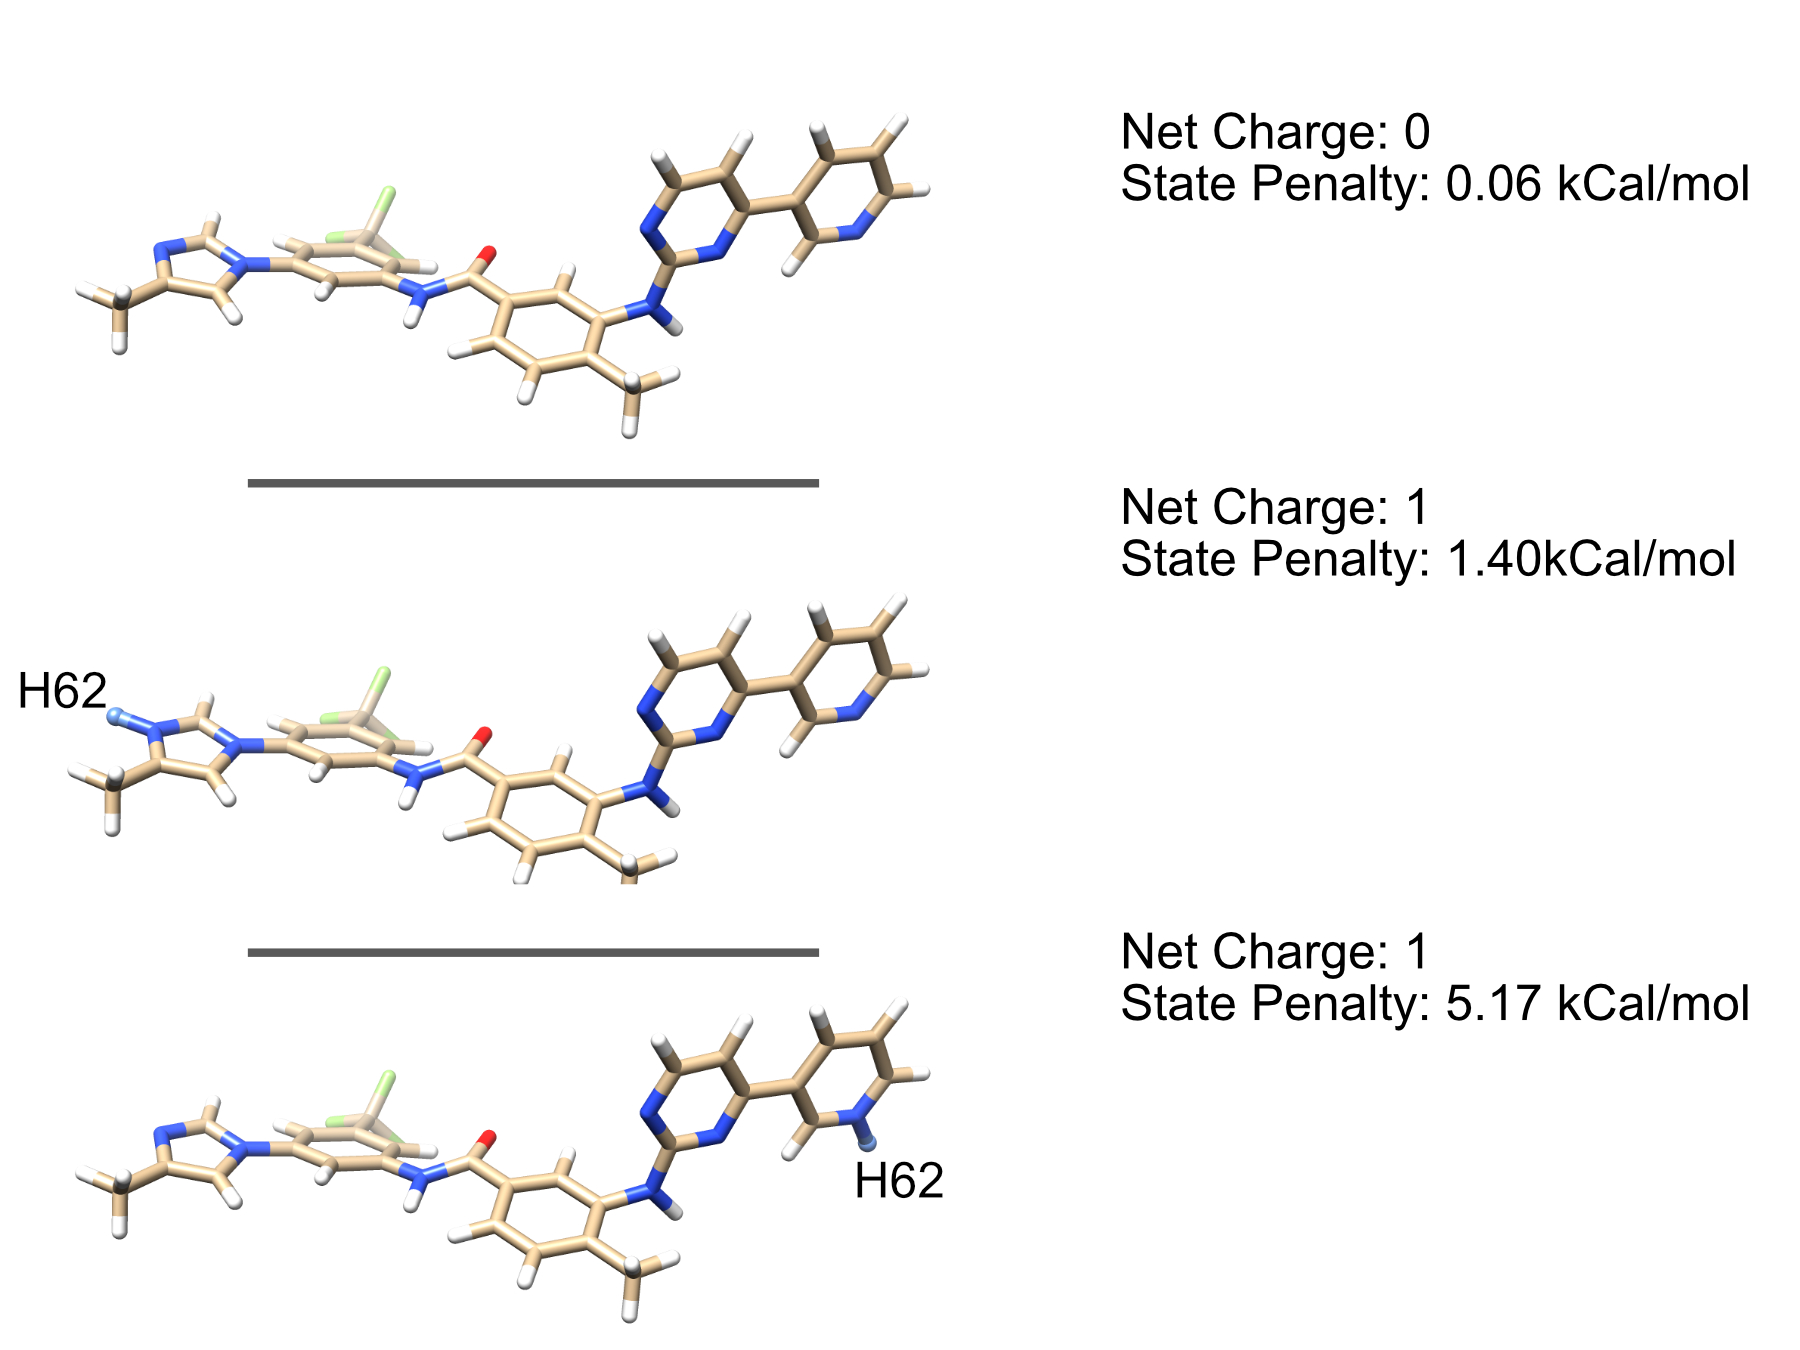 Net Charge: 0
State Penalty: 0.06 kCal/mol
Net Charge: 1
State Penalty: 1.40kCal/mol
H62
Net Charge: 1
State Penalty: 5.17 kCal/mol
H62